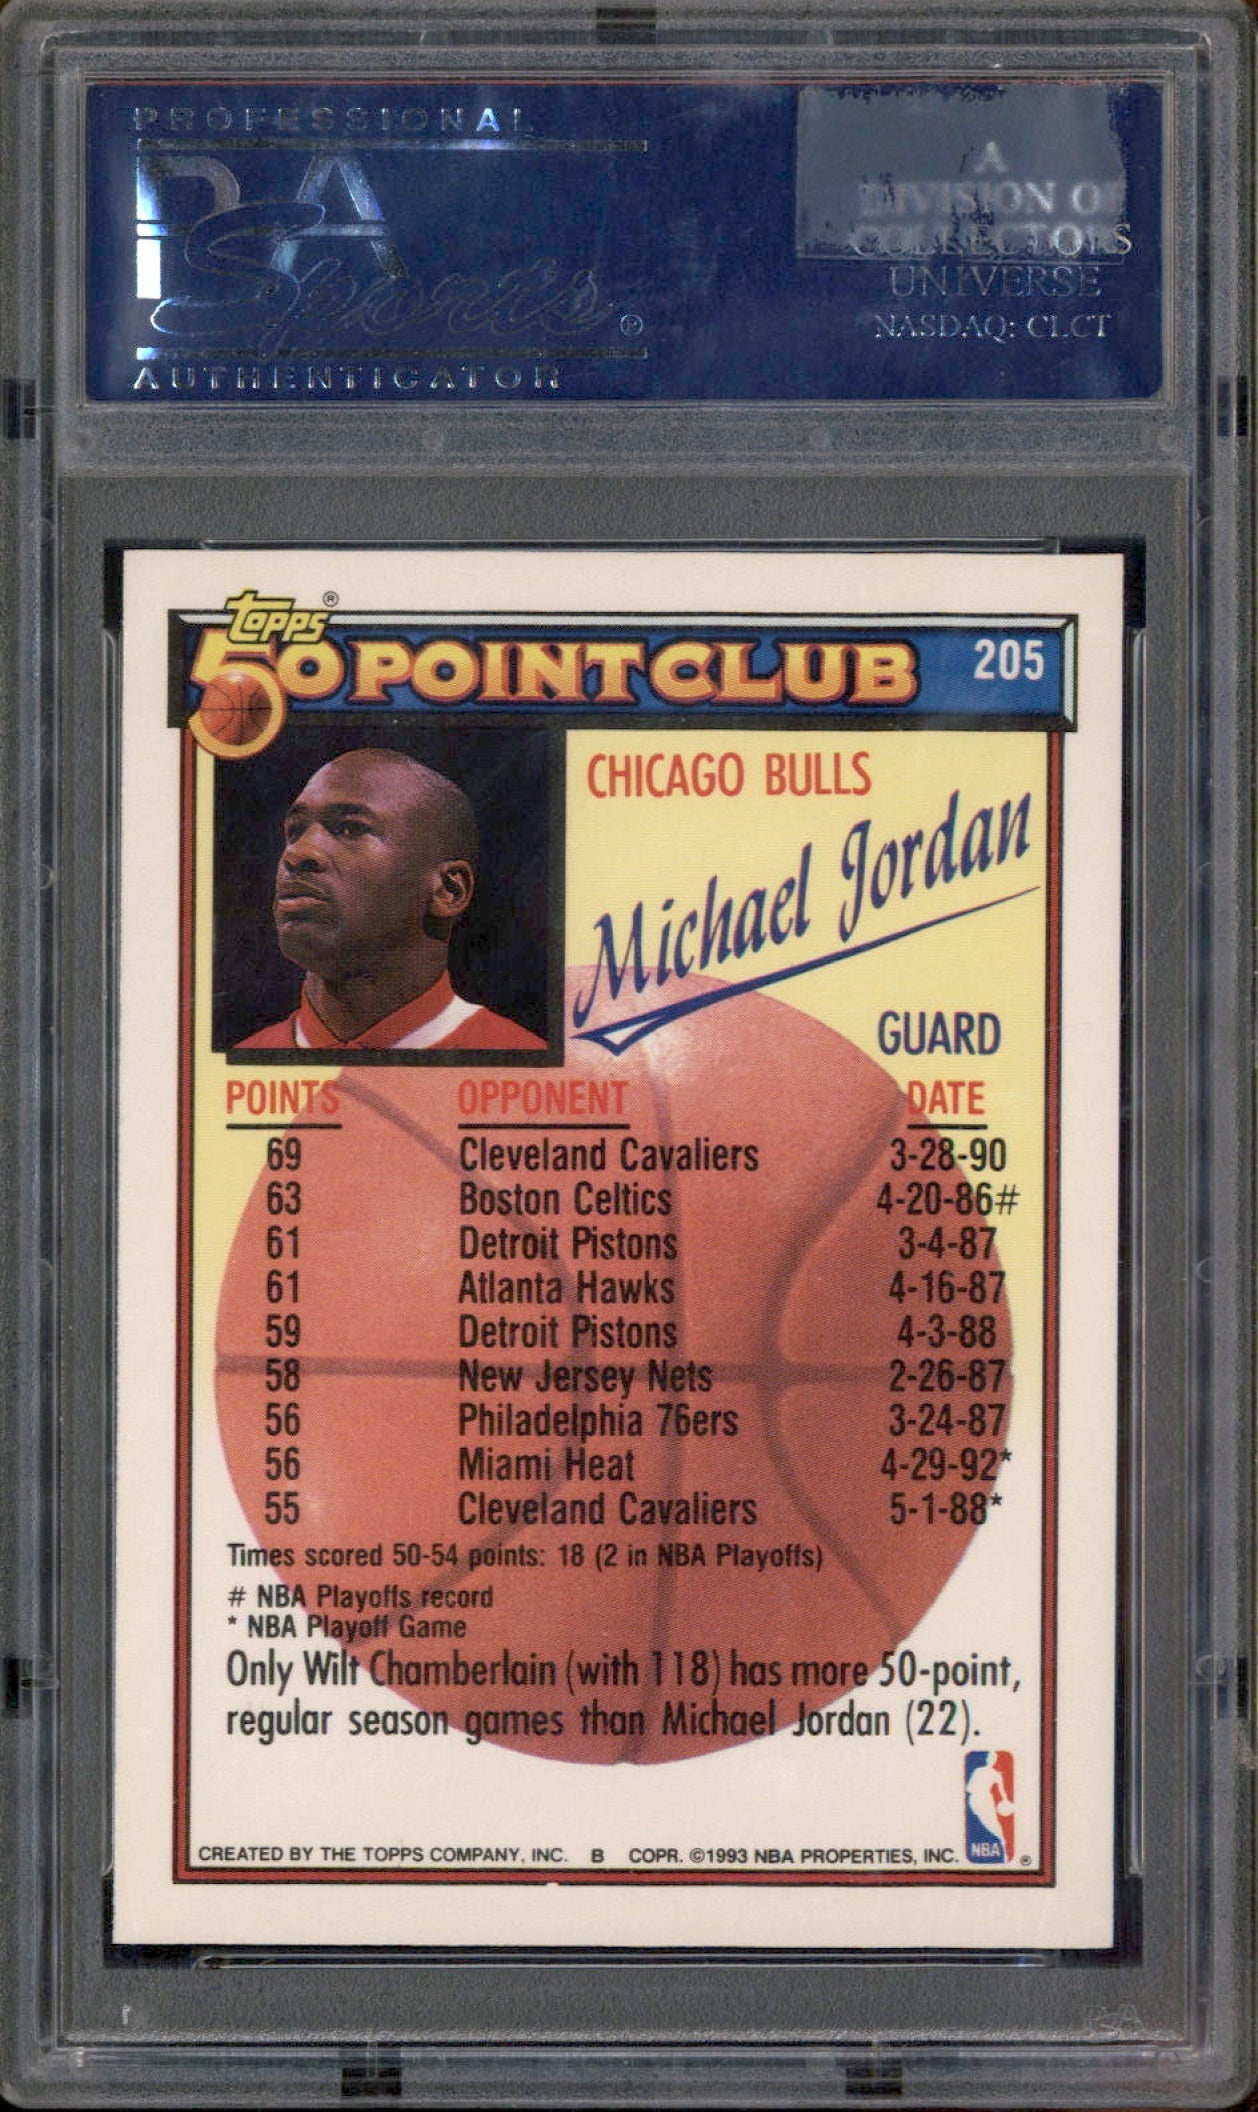 PROFESSIONAL
PSA
Sports®
AUTHENTICATOR
A
DIVISION OF
COLLECTORS
UNIVERSE
NASDAQ: CLCT
Topps®
50 POINT CLUB 205
CHICAGO BULLS
Michael Jordan
GUARD
POINTS OPPONENT DATE
69 Cleveland Cavaliers 3-28-90
63 Boston Celtics 4-20-86#
61 Detroit Pistons 3-4-87
61 Atlanta Hawks 4-16-87
59 Detroit Pistons 4-3-88
58 New Jersey Nets 2-26-87
56 Philadelphia 76ers 3-24-87
56 Miami Heat 4-29-92*
55 Cleveland Cavaliers 5-1-88*
Times scored 50-54 points: 18 (2 in NBA Playoffs)
# NBA Playoffs record
* NBA Playoff Game
Only Wilt Chamberlain (with 118) has more 50-point,
regular season games than Michael Jordan (22).
CREATED BY THE TOPPS COMPANY, INC. B COPR. ©1993 NBA PROPERTIES, INC.
NBA ®
PSA